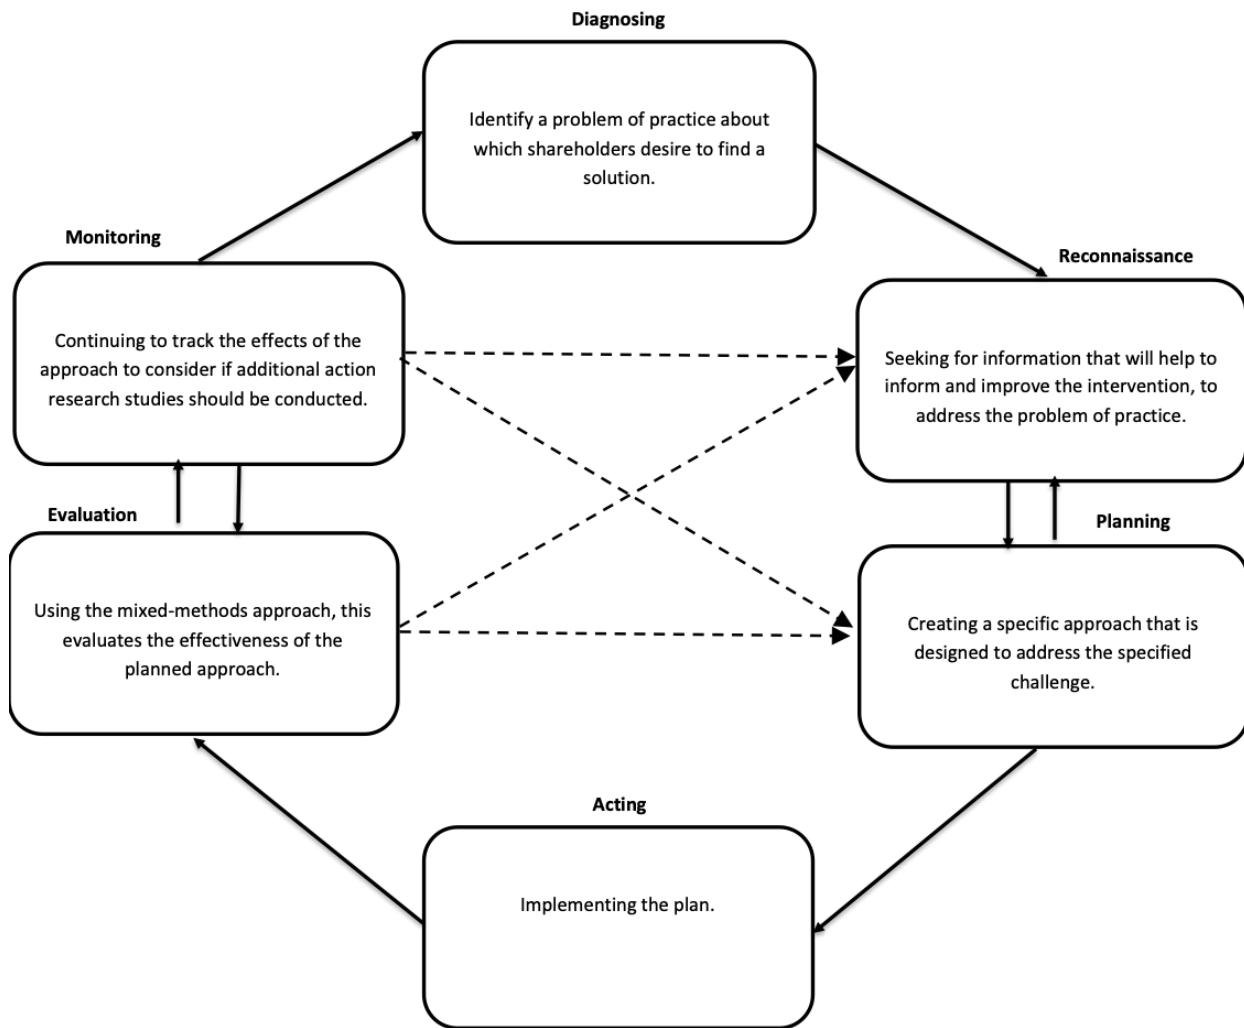 Diagnosing
Identify a problem of practice about
which shareholders desire to find a
solution.
Monitoring
Continuing to track the effects of the
approach to consider if additional action
research studies should be conducted.
Reconnaissance
Seeking for information that will help to
inform and improve the intervention, to
address the problem of practice.
Evaluation
Using the mixed-methods approach, this
evaluates the effectiveness of the
planned approach.
Planning
Creating a specific approach that is
designed to address the specified
challenge.
Acting
Implementing the plan.